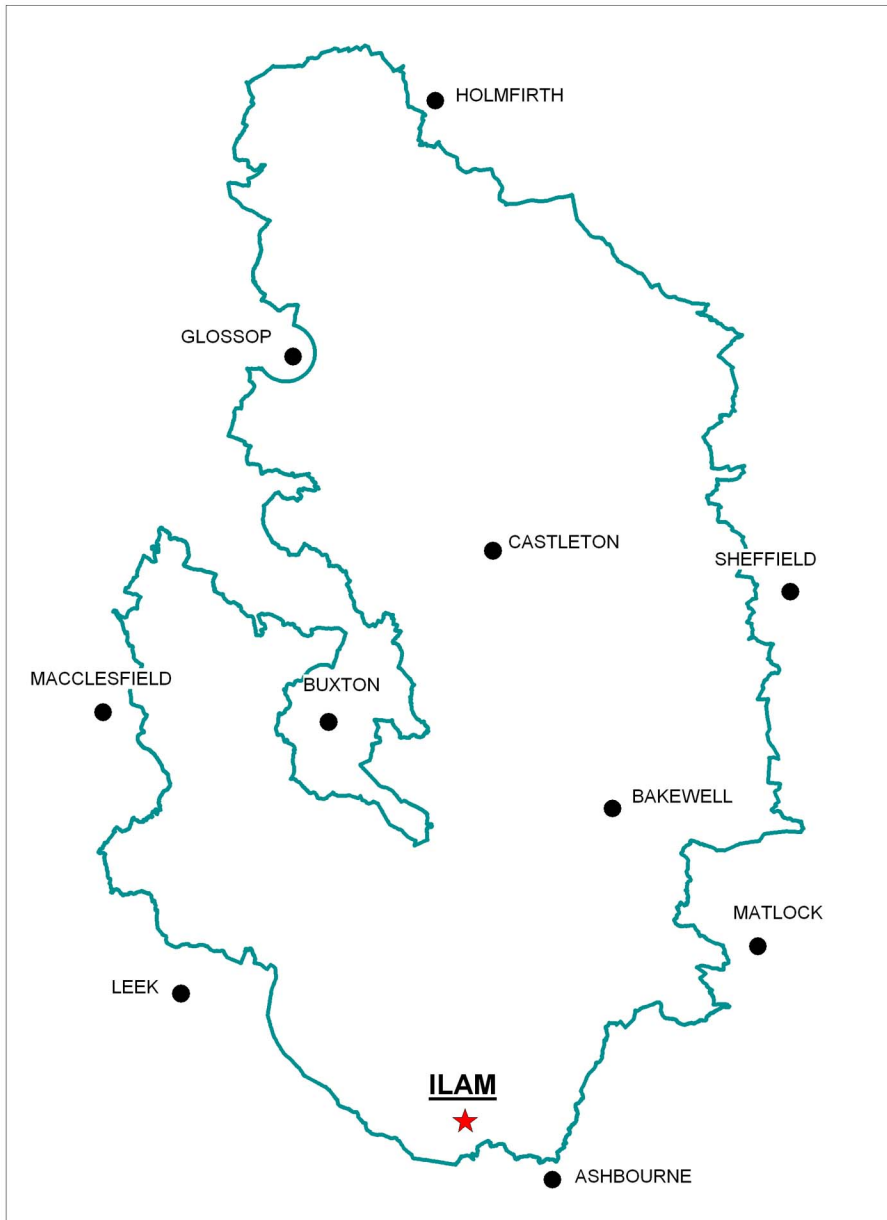 HOLMFIRTH
GLOSSOP
CASTLETON
SHEFFIELD
MACCLESFIELD
BUXTON
BAKEWELL
MATLOCK
LEEK
ILAM
ASHBOURNE